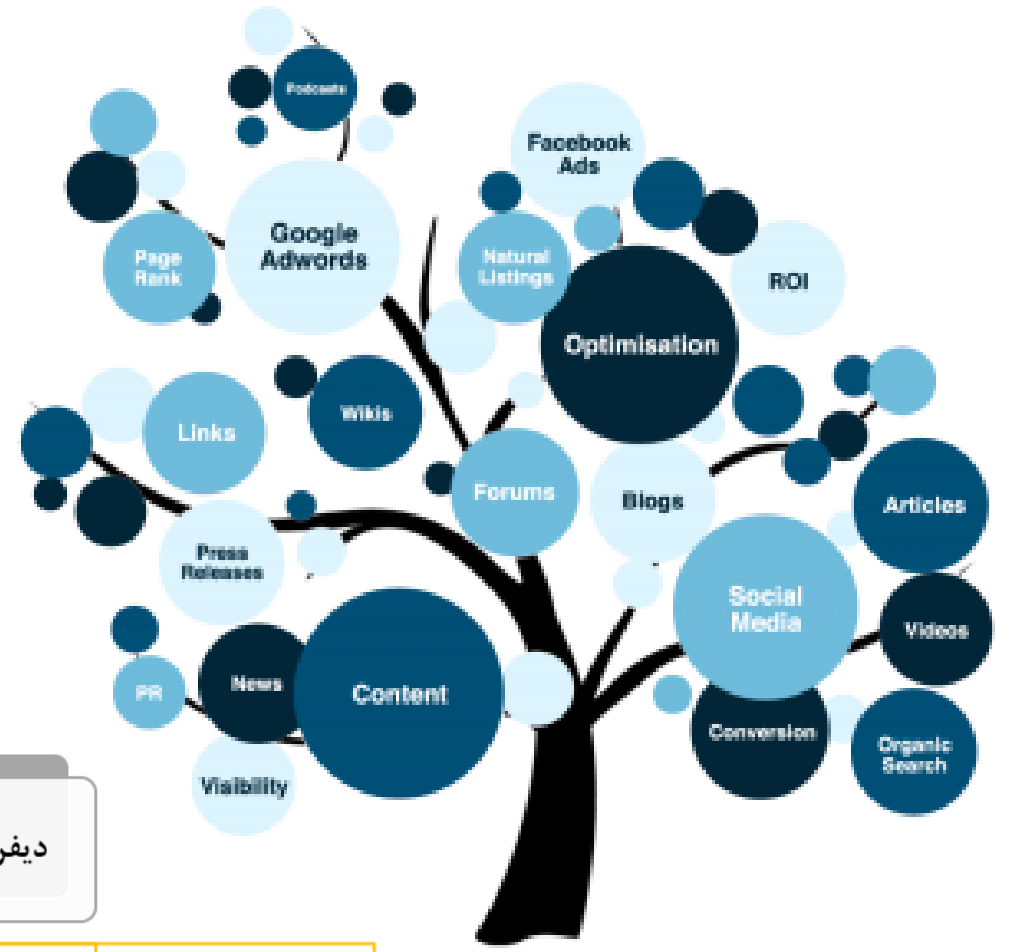 Podcasts
Facebook
Ads
Google
Adwords
Page
Rank
Natural
Listings
ROI
Optimisation
Wikis
Links
Forums
Blogs
Articles
Press
Releases
Social
Media
Videos
PR
News
Content
Conversion
Organic
Search
Visibility